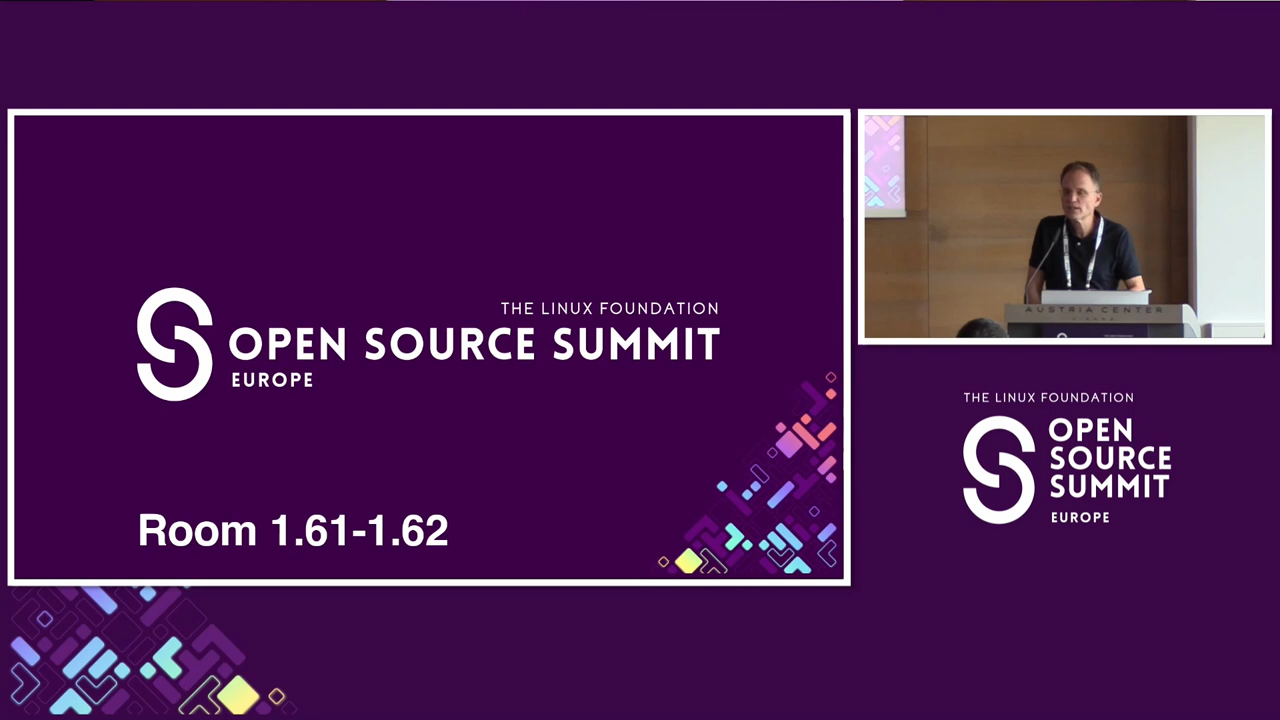 THE LINUX FOUNDATION
OPEN SOURCE SUMMIT
EUROPE
Room 1.61-1.62
AUSTRIA CENTER
THE LINUX FOUNDATION
OPEN
SOURCE
SUMMIT
EUROPE